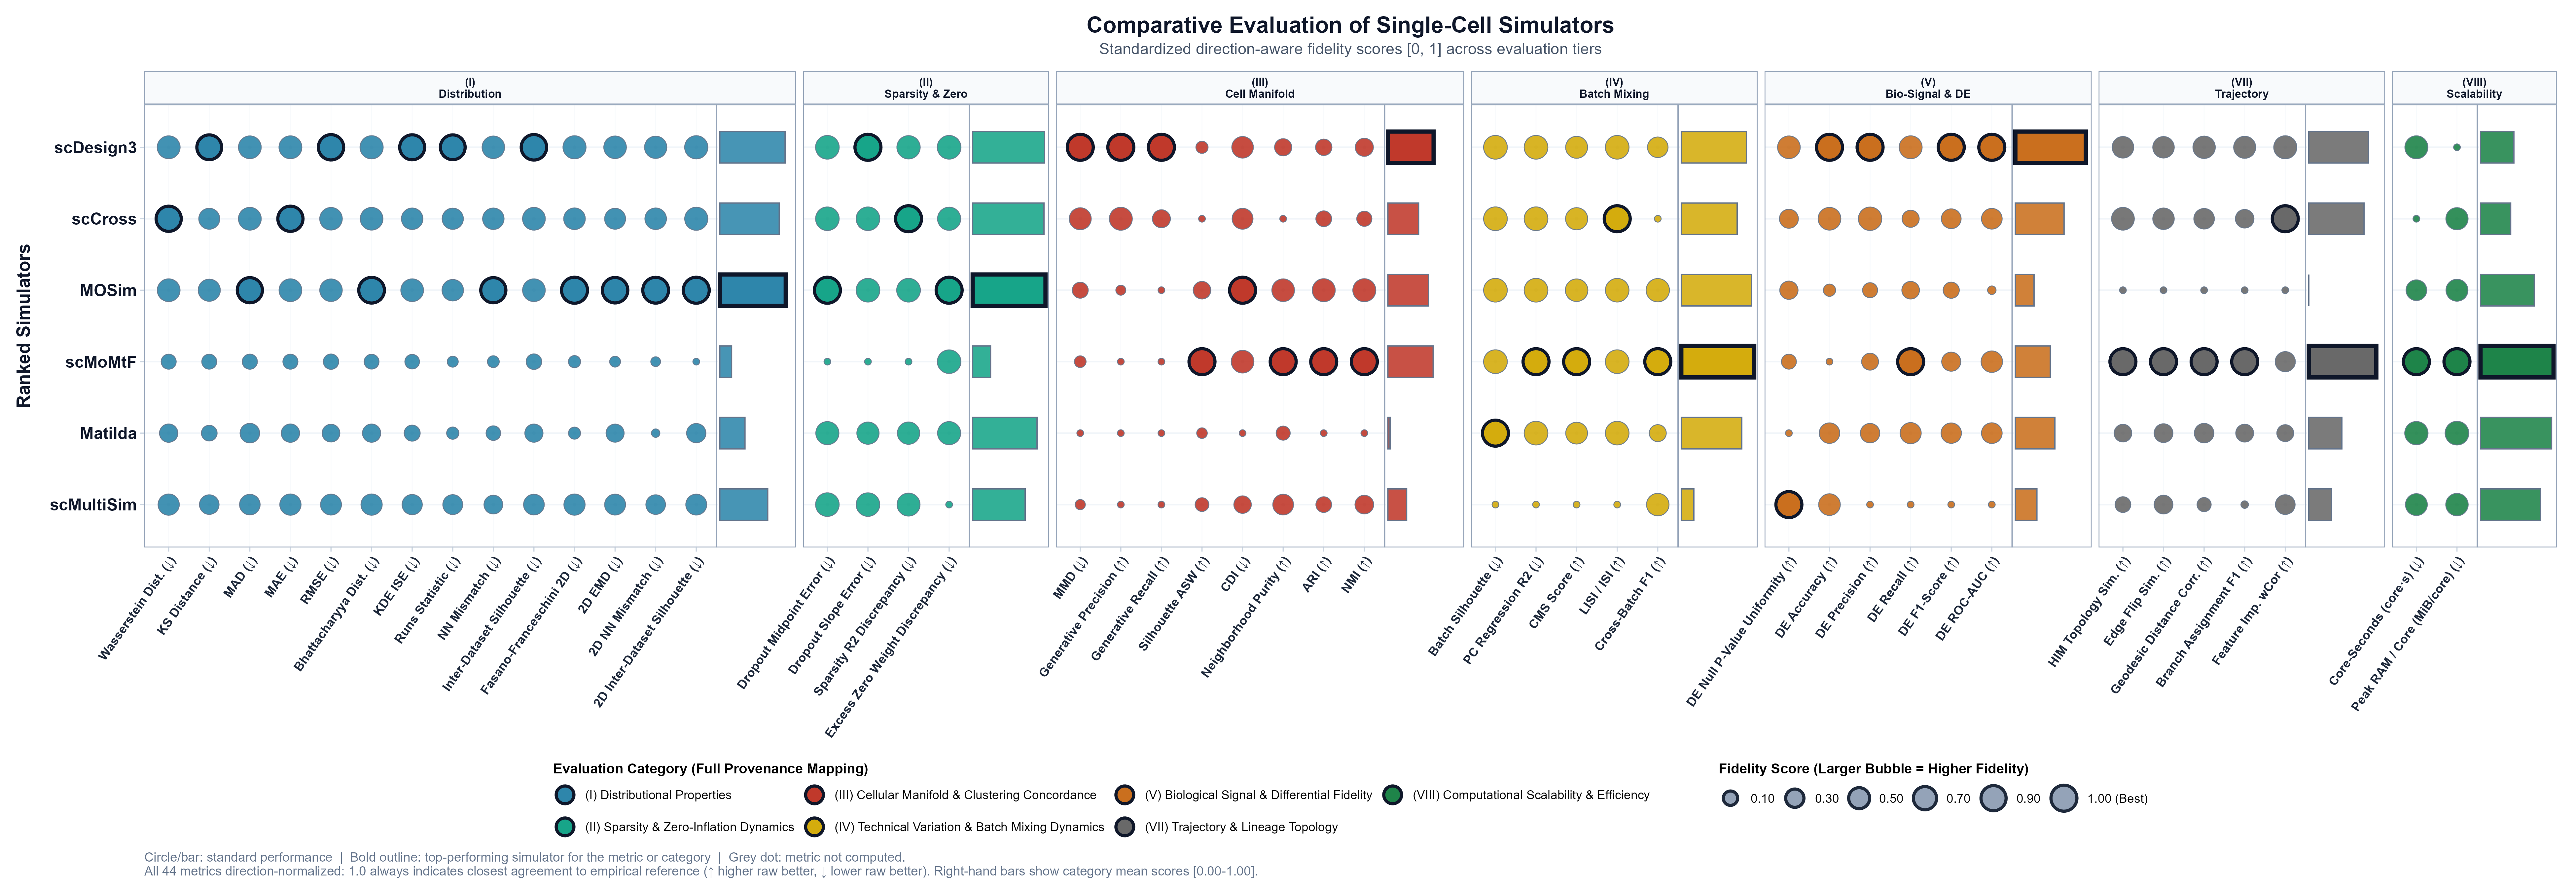 Comparative Evaluation of Single-Cell Simulators
Standardized direction-aware fidelity scores [0, 1] across evaluation tiers
(I)
Distribution
(II)
Sparsity & Zero
(III)
Cell Manifold
(IV)
Batch Mixing
(V)
Bio-Signal & DE
(VII)
Trajectory
(VIII)
Scalability
Ranked Simulators
scDesign3
scCross
MOSim
scMoMtF
Matilda
scMultiSim
Wasserstein Dist. (↓)
KS Distance (↓)
MAD (↓)
MAE (↓)
RMSE (↓)
Bhattacharyya Dist. (↓)
KDE ISE (↓)
Runs Statistic (↓)
NN Mismatch (↓)
Inter-Dataset Silhouette (↓)
Fasano-Franceschini 2D (↓)
2D EMD (↓)
2D NN Mismatch (↓)
2D Inter-Dataset Silhouette (↓)
Dropout Midpoint Error (↓)
Dropout Slope Error (↓)
Sparsity R2 Discrepancy (↓)
Excess Zero Weight Discrepancy (↓)
MMD (↓)
Generative Precision (↑)
Generative Recall (↑)
Silhouette ASW (↑)
CDI (↓)
Neighborhood Purity (↑)
ARI (↑)
NMI (↑)
Batch Silhouette (↓)
PC Regression R2 (↓)
CMS Score (↑)
LISI / ISI (↑)
Cross-Batch F1 (↑)
DE Null P-Value Uniformity (↑)
DE Accuracy (↑)
DE Precision (↑)
DE Recall (↑)
DE F1-Score (↑)
DE ROC-AUC (↑)
HIM Topology Sim. (↑)
Edge Flip Sim. (↑)
Geodesic Distance Corr. (↑)
Branch Assignment F1 (↑)
Feature Imp. wCor (↑)
Core-Seconds (core·s) (↓)
Peak RAM / Core (MiB/core) (↓)
Evaluation Category (Full Provenance Mapping)
(I) Distributional Properties
(III) Cellular Manifold & Clustering Concordance
(V) Biological Signal & Differential Fidelity
(VIII) Computational Scalability & Efficiency
(II) Sparsity & Zero-Inflation Dynamics
(IV) Technical Variation & Batch Mixing Dynamics
(VII) Trajectory & Lineage Topology
Fidelity Score (Larger Bubble = Higher Fidelity)
0.10 0.30 0.50 0.70 0.90 1.00 (Best)
Circle/bar: standard performance | Bold outline: top-performing simulator for the metric or category | Grey dot: metric not computed.
All 44 metrics direction-normalized: 1.0 always indicates closest agreement to empirical reference (↑ higher raw better, ↓ lower raw better). Right-hand bars show category mean scores [0.00-1.00].